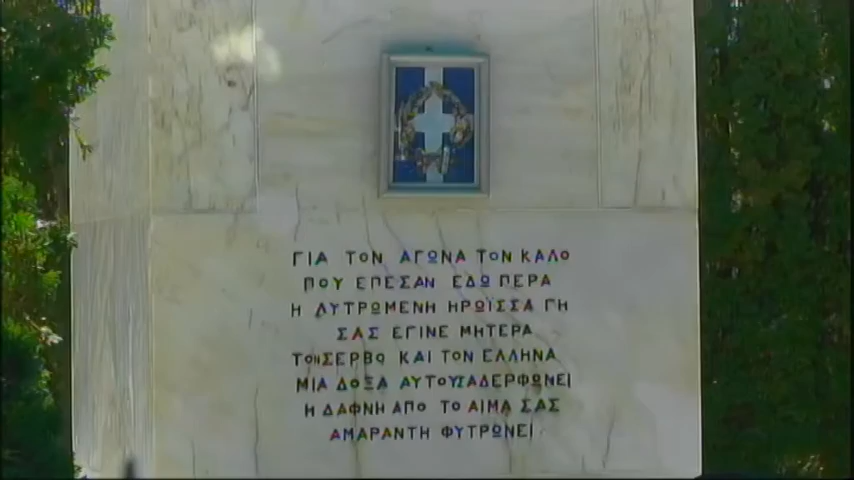 ΓΙΑ ΤΟΝ ΑΓΩΝΑ ΤΟΝ ΚΑΛΟ
ΠΟΥ ΕΠΕΣΑΝ ΕΔΩ ΠΕΡΑ
Η ΛΥΤΡΩΜΕΝΗ ΗΡΩΪΣΣΑ ΓΗ
ΣΑΣ ΕΓΙΝΕ ΜΗΤΕΡΑ
ΤΟΝ ΣΕΡΒΟ ΚΑΙ ΤΟΝ ΕΛΛΗΝΑ
ΜΙΑ ΔΟΞΑ ΑΥΤΟΥΣ ΑΔΕΡΦΩΝΕΙ
Η ΔΑΦΝΗ ΑΠΟ ΤΟ ΑΙΜΑ ΣΑΣ
ΑΜΑΡΑΝΤΗ ΦΥΤΡΩΝΕΙ